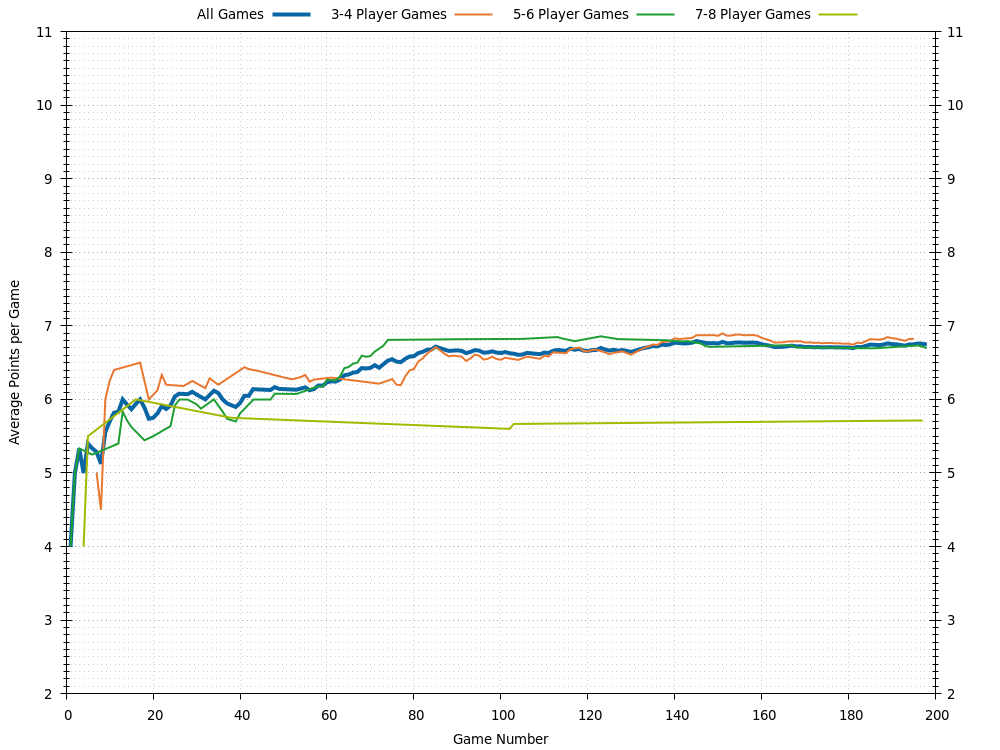 All Games 3-4 Player Games 5-6 Player Games 7-8 Player Games
11 11
10 10
9 9
8 8
7 7
6 6
5 5
4 4
3 3
2 2
Average Points per Game
0 20 40 60 80 100 120 140 160 180 200
Game Number